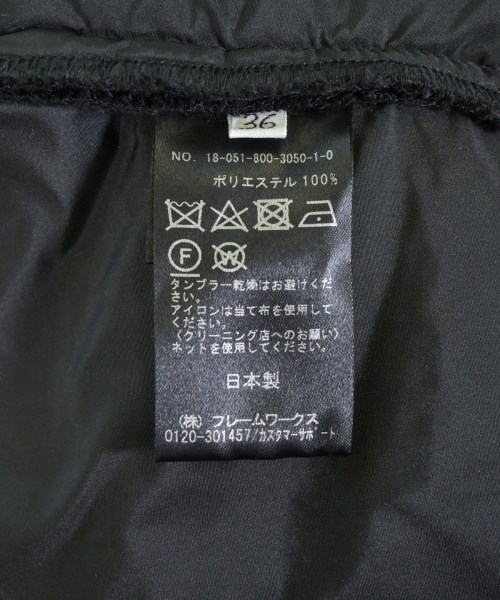 36
NO. 18-051-800-3050-1-0
ポリエステル 100%
F W
タンブラー乾燥はお避けくだ
さい。
アイロンは当て布を使用して
ください。
〈クリーニング店へのお願い〉
ネットを使用してください。
日本製
(株) フレームワークス
0120-301457/カスタマーサポート